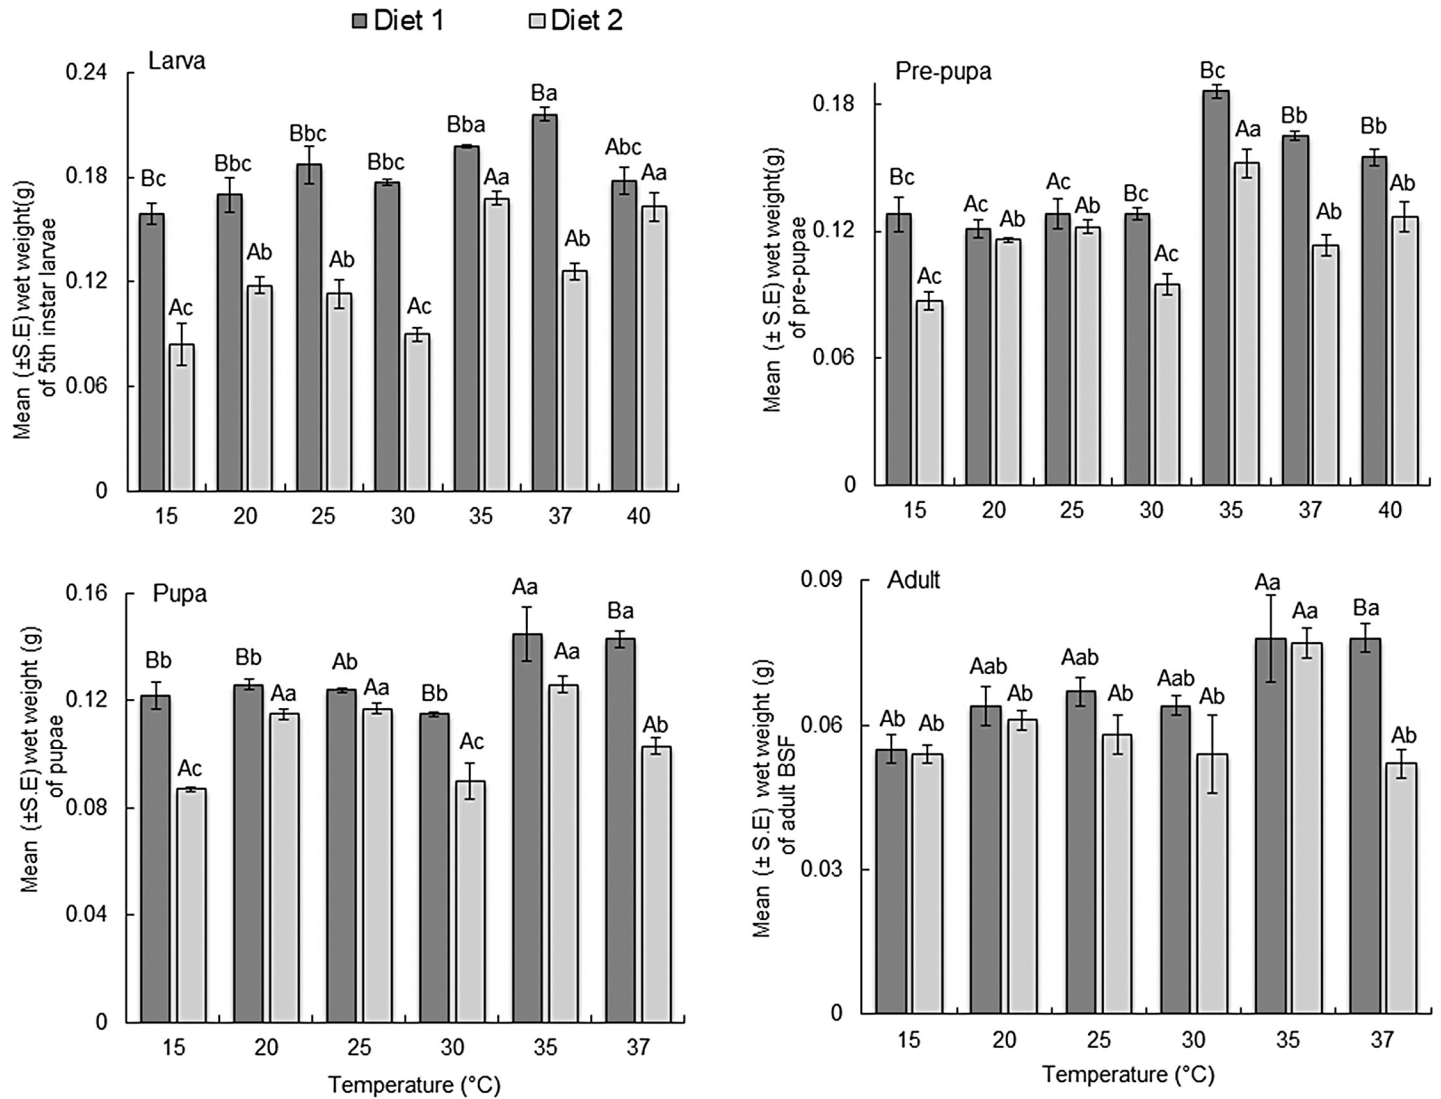 Diet 1 Diet 2
Larva
0.24
0.18
0.12
0.06
0
Mean (±S.E) wet weight(g)
of 5th instar larvae
Bc Ac Bbc Ab Bbc Ab Bbc Ac Bba Aa Ba Ab Abc Aa
15 20 25 30 35 37 40
Pre-pupa
0.18
0.12
0.06
0
Mean (± S.E) wet weight(g)
of pre-pupae
Bc Ac Ac Ab Ac Ab Bc Ac Bc Aa Bb Ab Bb Ab
15 20 25 30 35 37 40
Pupa
0.16
0.12
0.08
0.04
0
Mean (±S.E) wet weight (g)
of pupae
Bb Ac Bb Aa Ab Aa Bb Ac Aa Aa Ba Ab
15 20 25 30 35 37
Temperature (°C)
Adult
0.09
0.06
0.03
0
Mean (± S.E) wet weight (g)
of adult BSF
Ab Ab Aab Ab Aab Ab Aab Ab Aa Aa Ba Ab
15 20 25 30 35 37
Temperature (°C)